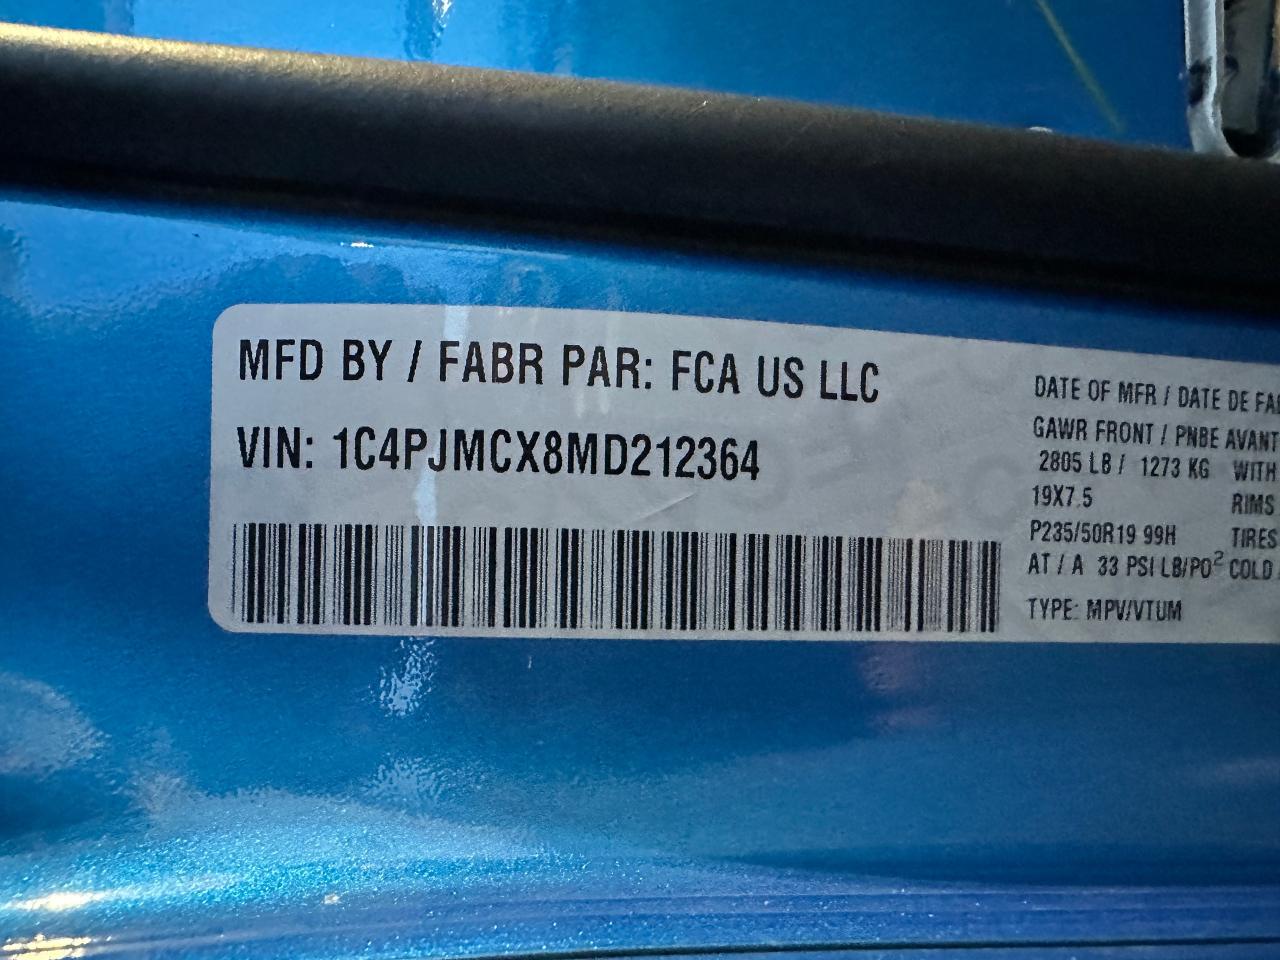 MFD BY / FABR PAR: FCA US LLC
VIN: 1C4PJMCX8MD212364
DATE OF MFR / DATE DE FA
GAWR FRONT / PNBE AVANT
2805 LB / 1273 KG WITH
19X7.5 RIMS
P235/50R19 99H TIRES
AT / A 33 PSI LB/PO² COLD
TYPE: MPV/VTUM